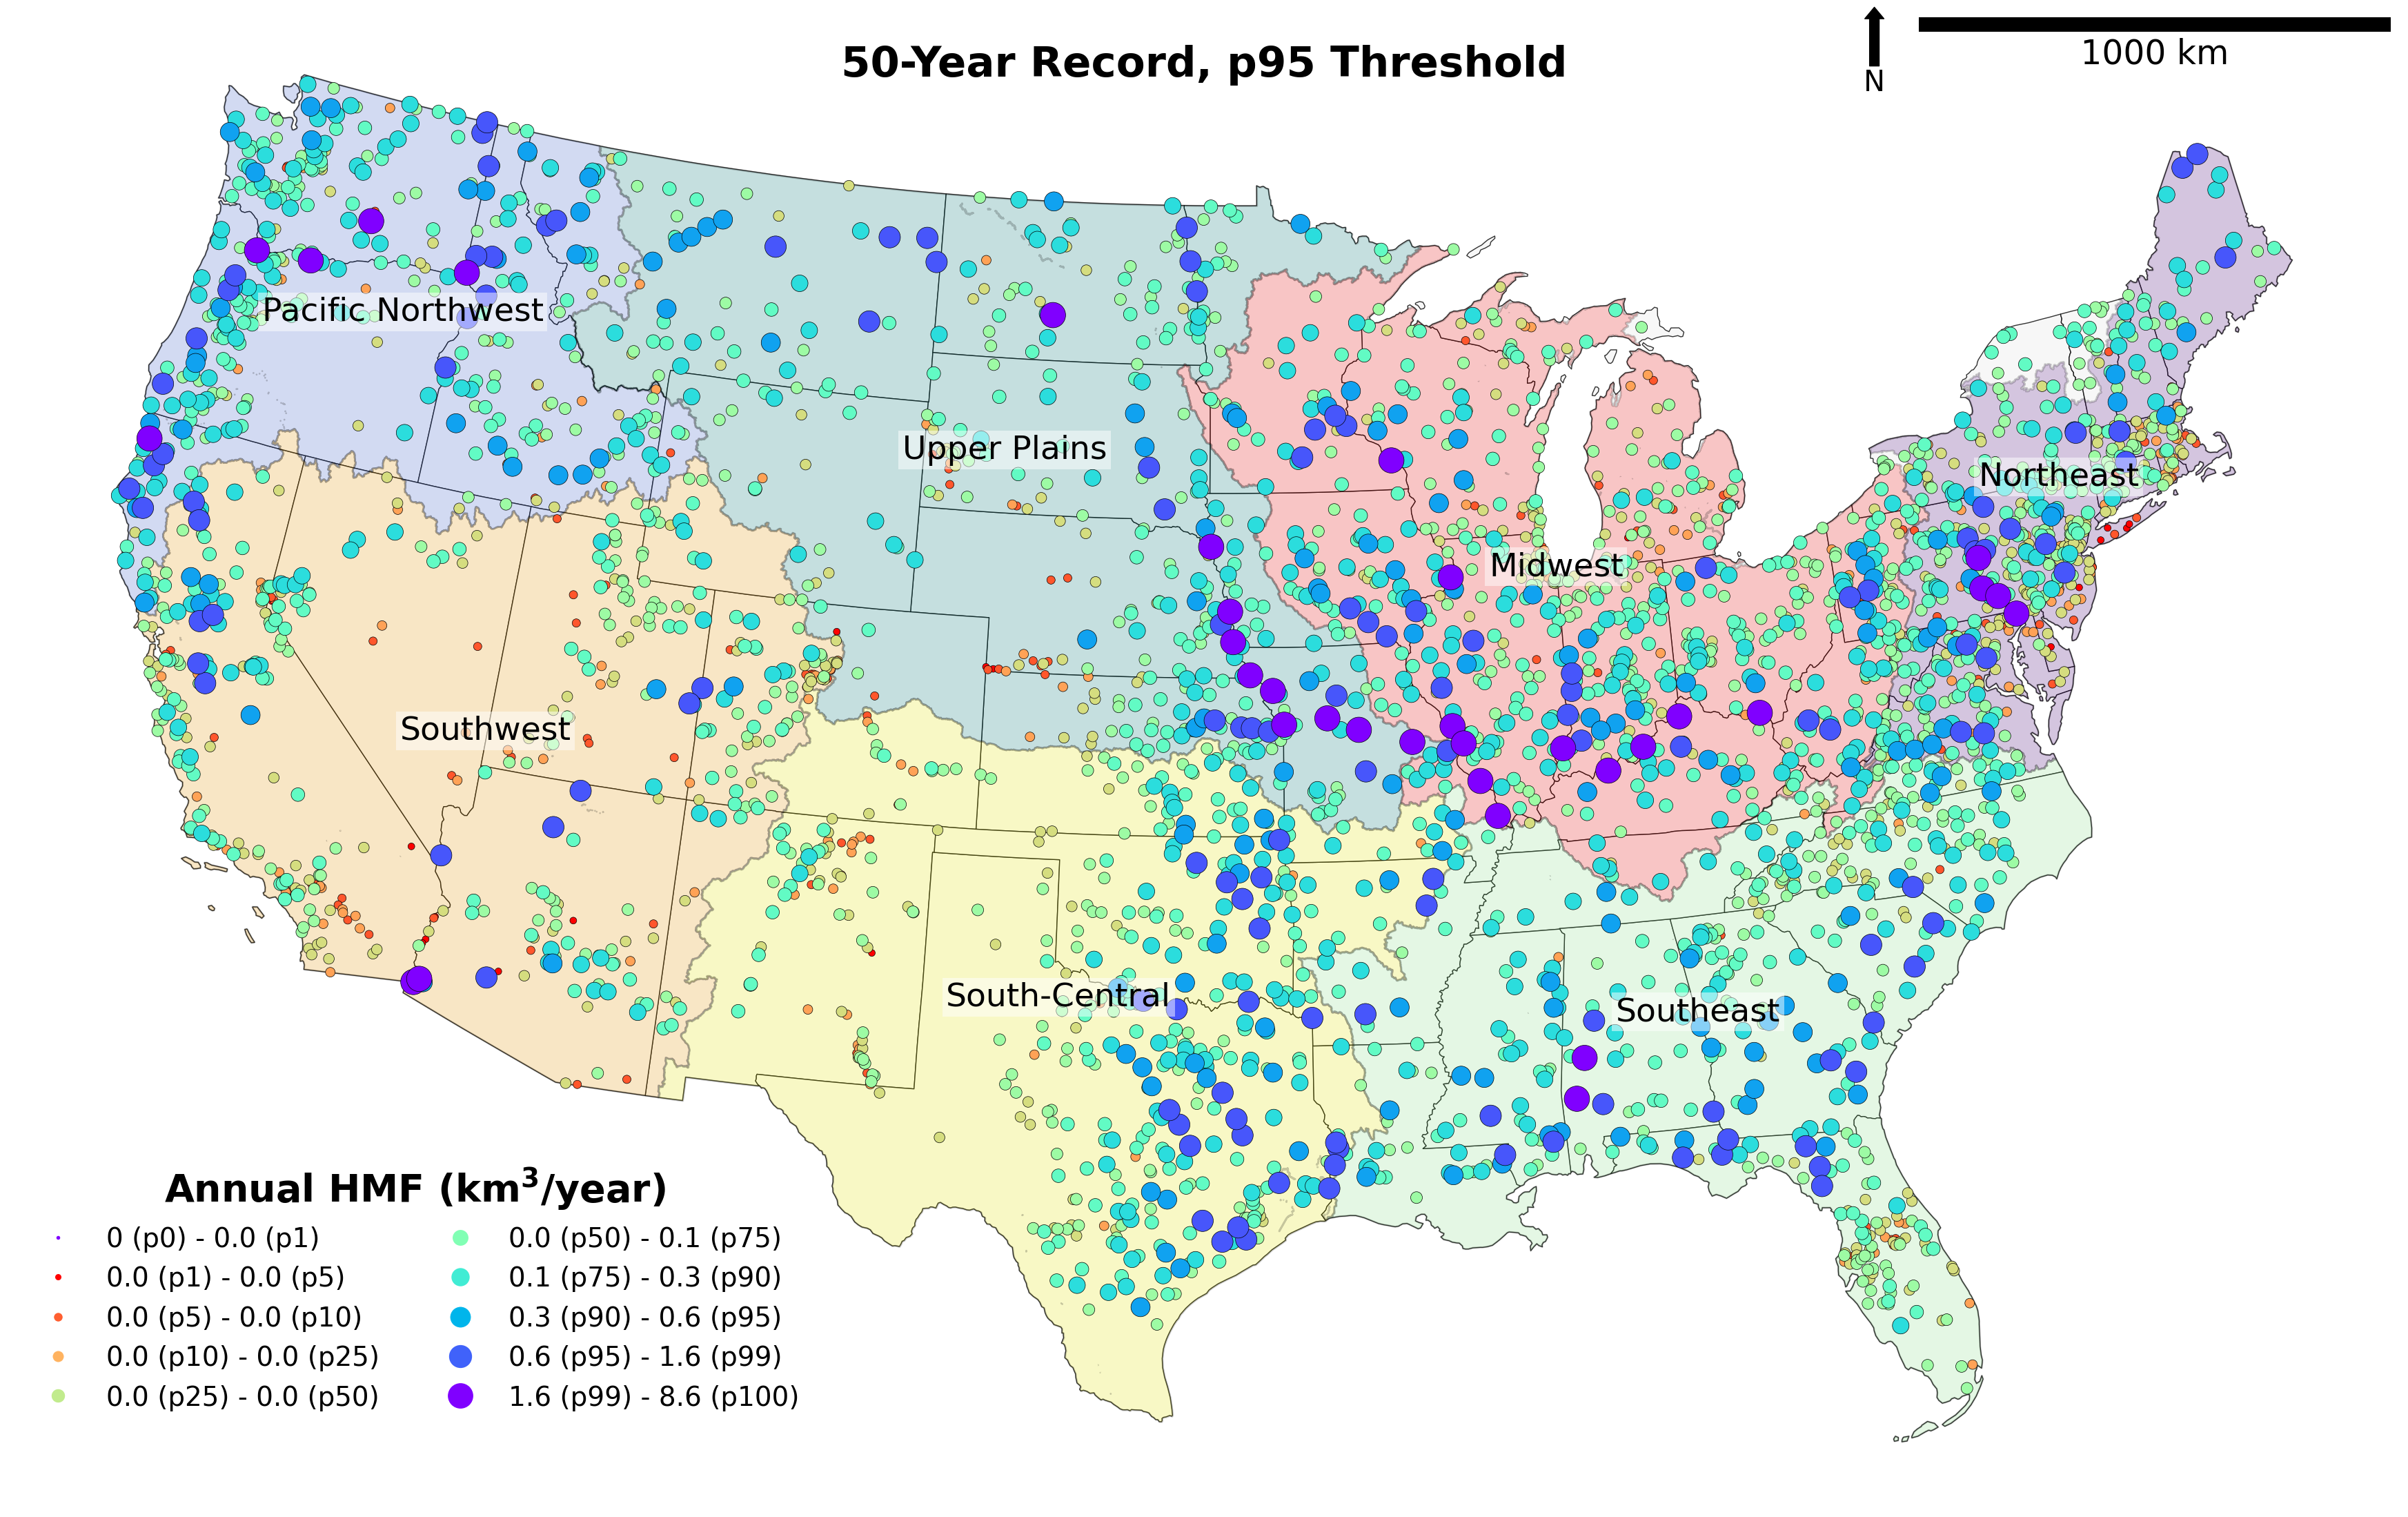 50-Year Record, p95 Threshold
1000 km
N
Pacific Northwest
Upper Plains
Northeast
Midwest
Southwest
South-Central
Southeast
Annual HMF (km³/year)
0 (p0) - 0.0 (p1)
0.0 (p1) - 0.0 (p5)
0.0 (p5) - 0.0 (p10)
0.0 (p10) - 0.0 (p25)
0.0 (p25) - 0.0 (p50)
0.0 (p50) - 0.1 (p75)
0.1 (p75) - 0.3 (p90)
0.3 (p90) - 0.6 (p95)
0.6 (p95) - 1.6 (p99)
1.6 (p99) - 8.6 (p100)